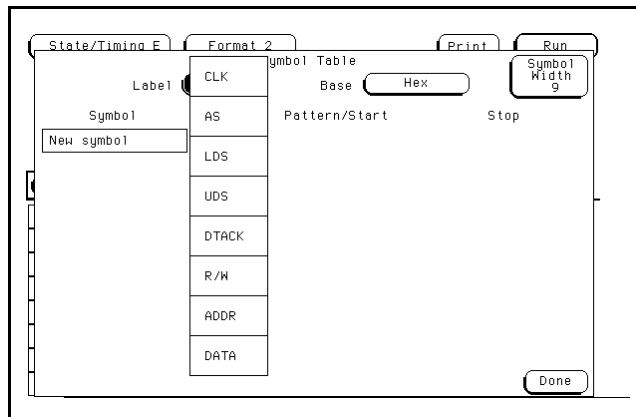 State/Timing E Format 2 Print Run
ymbol Table
Symbol Width 9
Label Base Hex
Symbol Pattern/Start Stop
New symbol
CLK
AS
LDS
UDS
DTACK
R/W
ADDR
DATA
Done